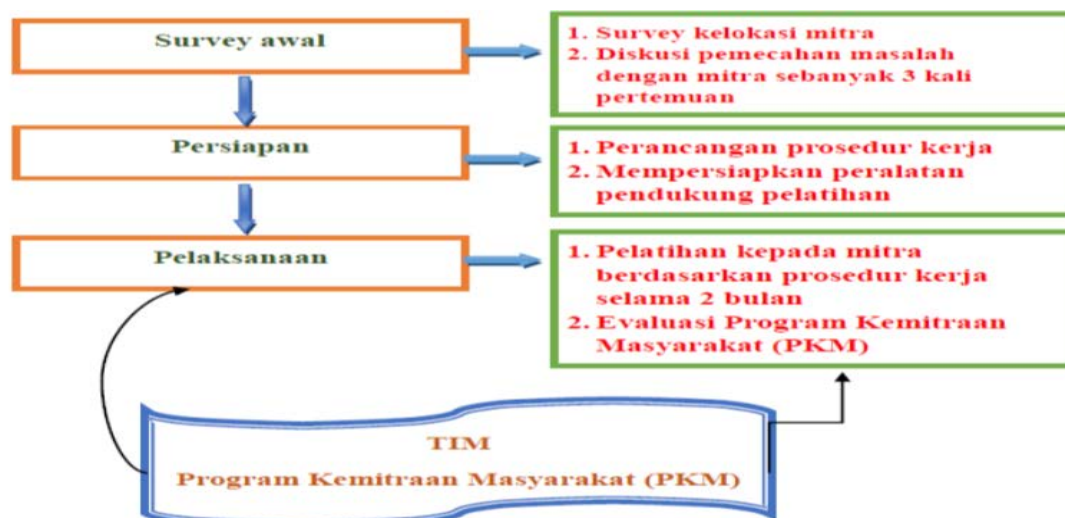 Survey awal
1. Survey kelokasi mitra
2. Diskusi pemecahan masalah
dengan mitra sebanyak 3 kali
pertemuan
Persiapan
1. Perancangan prosedur kerja
2. Mempersiapkan peralatan
pendukung pelatihan
Pelaksanaan
1. Pelatihan kepada mitra
berdasarkan prosedur kerja
selama 2 bulan
2. Evaluasi Program Kemitraan
Masyarakat (PKM)
TIM
Program Kemitraan Masyarakat (PKM)